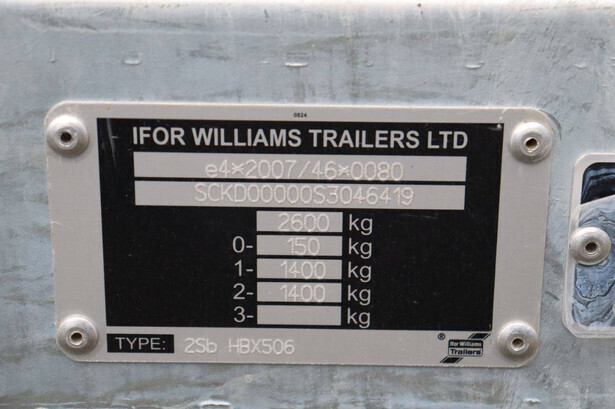 0824
IFOR WILLIAMS TRAILERS LTD
e4*2007/46*0080
SCKD00000S3046419
2600 kg
0- 150 kg
1- 1400 kg
2- 1400 kg
3- kg
TYPE: 2Sb HBX506
®
Ifor Williams
Trailers